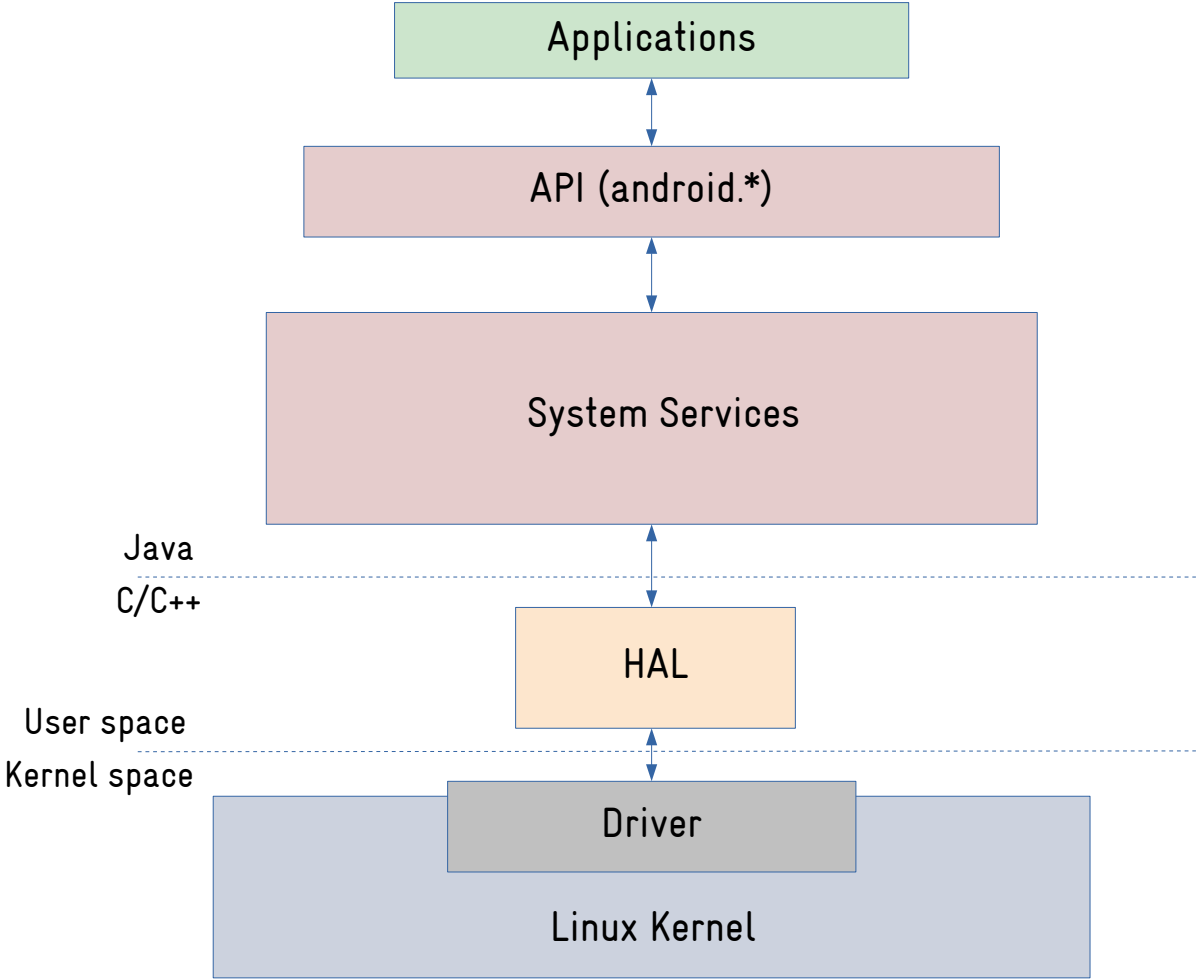 Applications
API (android.*)
System Services
Java
C/C++
HAL
User space
Kernel space
Driver
Linux Kernel